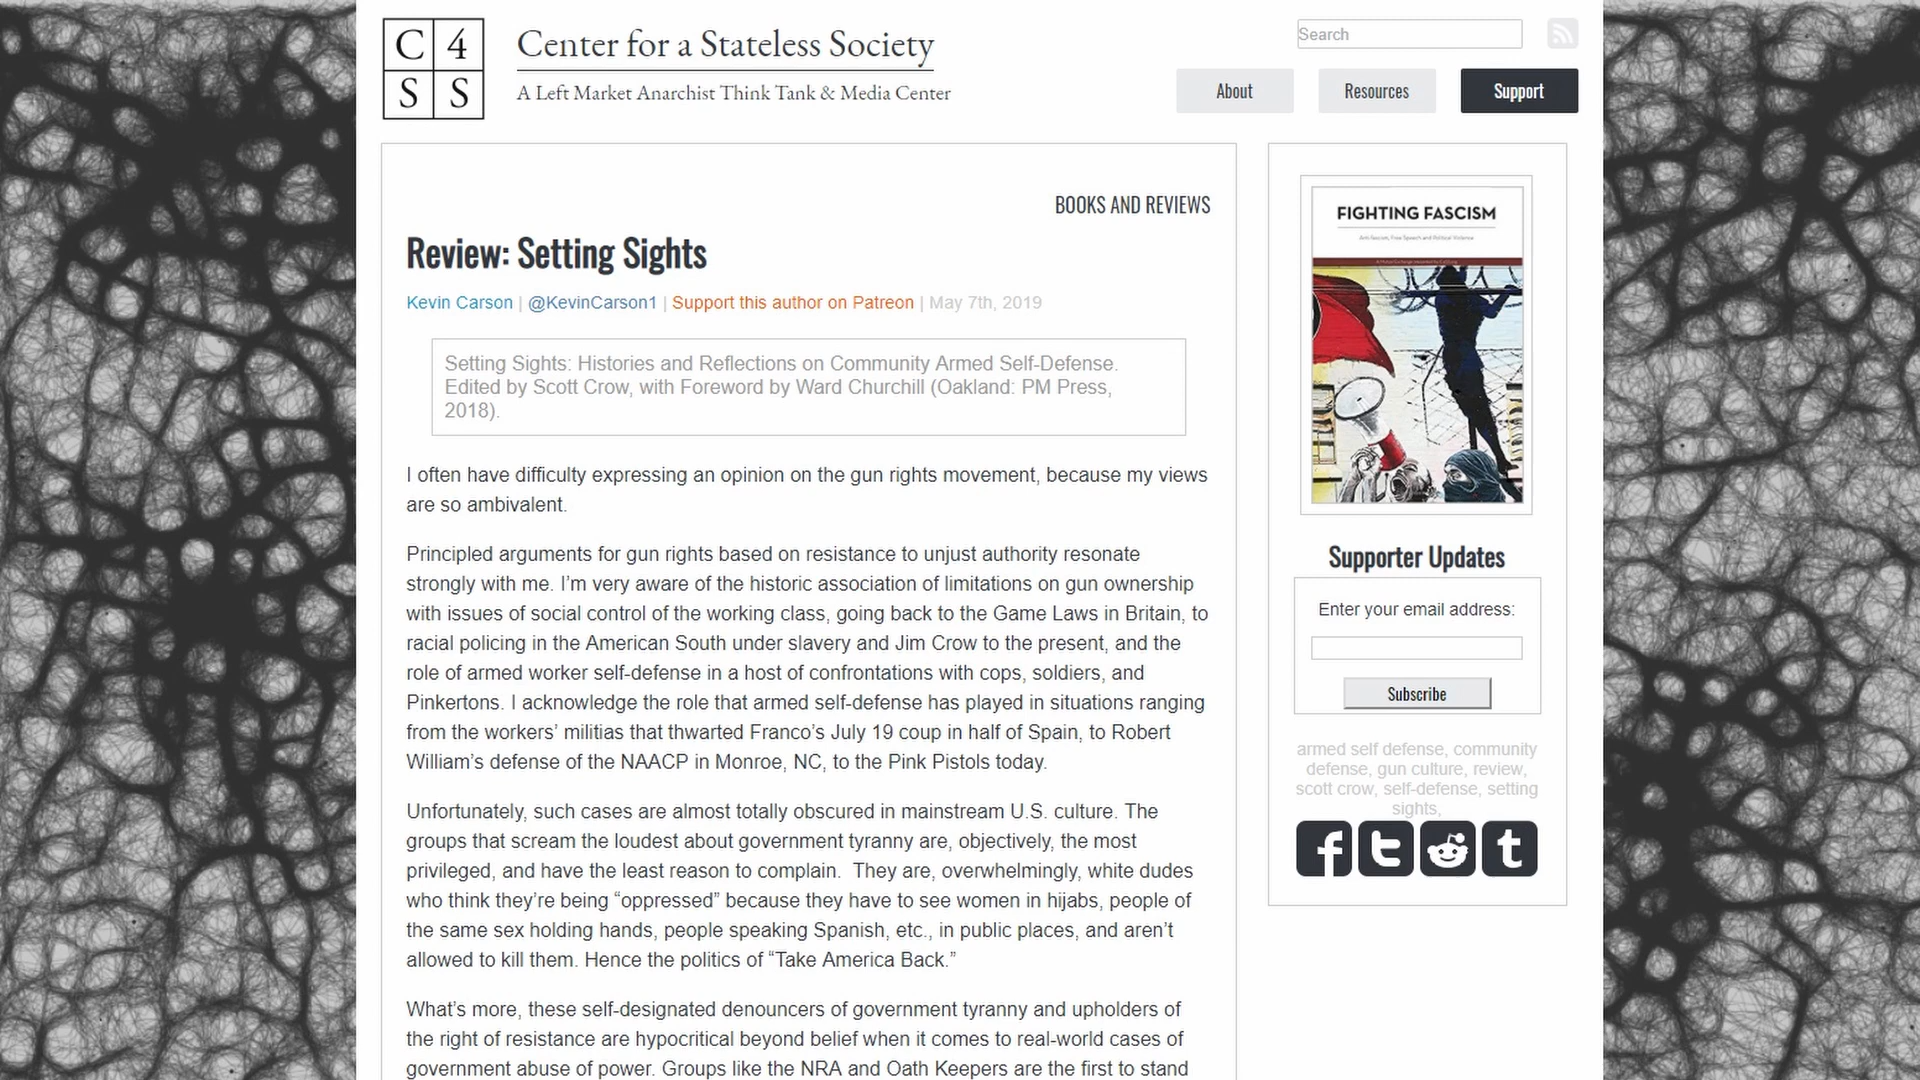 C 4
S S
Center for a Stateless Society
A Left Market Anarchist Think Tank & Media Center
Search
About
Resources
Support
BOOKS AND REVIEWS
Review: Setting Sights
Kevin Carson | @KevinCarson1 | Support this author on Patreon | May 7th, 2019
Setting Sights: Histories and Reflections on Community Armed Self-Defense.
Edited by Scott Crow, with Foreword by Ward Churchill (Oakland: PM Press,
2018).
I often have difficulty expressing an opinion on the gun rights movement, because my views
are so ambivalent.
Principled arguments for gun rights based on resistance to unjust authority resonate
strongly with me. I’m very aware of the historic association of limitations on gun ownership
with issues of social control of the working class, going back to the Game Laws in Britain, to
racial policing in the American South under slavery and Jim Crow to the present, and the
role of armed worker self-defense in a host of confrontations with cops, soldiers, and
Pinkertons. I acknowledge the role that armed self-defense has played in situations ranging
from the workers’ militias that thwarted Franco’s July 19 coup in half of Spain, to Robert
William’s defense of the NAACP in Monroe, NC, to the Pink Pistols today.
Unfortunately, such cases are almost totally obscured in mainstream U.S. culture. The
groups that scream the loudest about government tyranny are, objectively, the most
privileged, and have the least reason to complain.  They are, overwhelmingly, white dudes
who think they’re being “oppressed” because they have to see women in hijabs, people of
the same sex holding hands, people speaking Spanish, etc., in public places, and aren’t
allowed to kill them. Hence the politics of “Take America Back.”
What’s more, these self-designated denouncers of government tyranny and upholders of
the right of resistance are hypocritical beyond belief when it comes to real-world cases of
government abuse of power. Groups like the NRA and Oath Keepers are the first to stand
FIGHTING FASCISM
Anti-Fascism, Free Speech and Political Violence
Supporter Updates
Enter your email address:
Subscribe
armed self defense, community
defense, gun culture, review,
scott crow, self-defense, setting
sights,